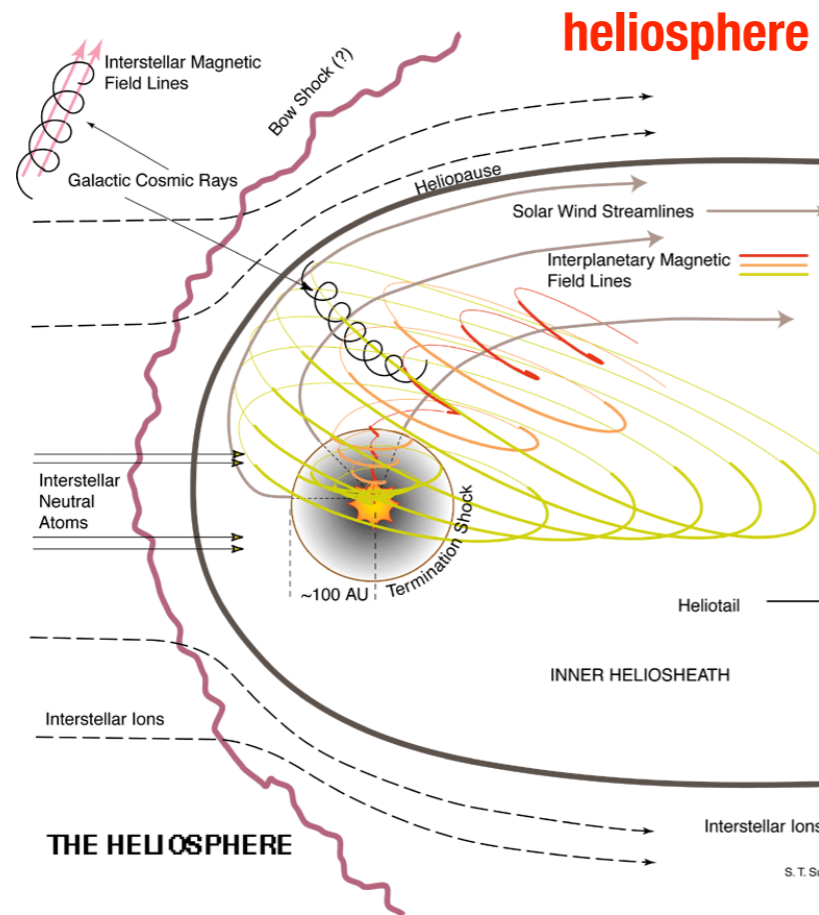 heliosphere
Interstellar Magnetic
Field Lines
Bow Shock (?)
Galactic Cosmic Rays
Heliopause
Solar Wind Streamlines
Interplanetary Magnetic
Field Lines
Interstellar
Neutral
Atoms
Termination Shock
~100 AU
Heliotail
INNER HELIOSHEATH
Interstellar Ions
THE HELIOSPHERE
Interstellar Ions
S. T.